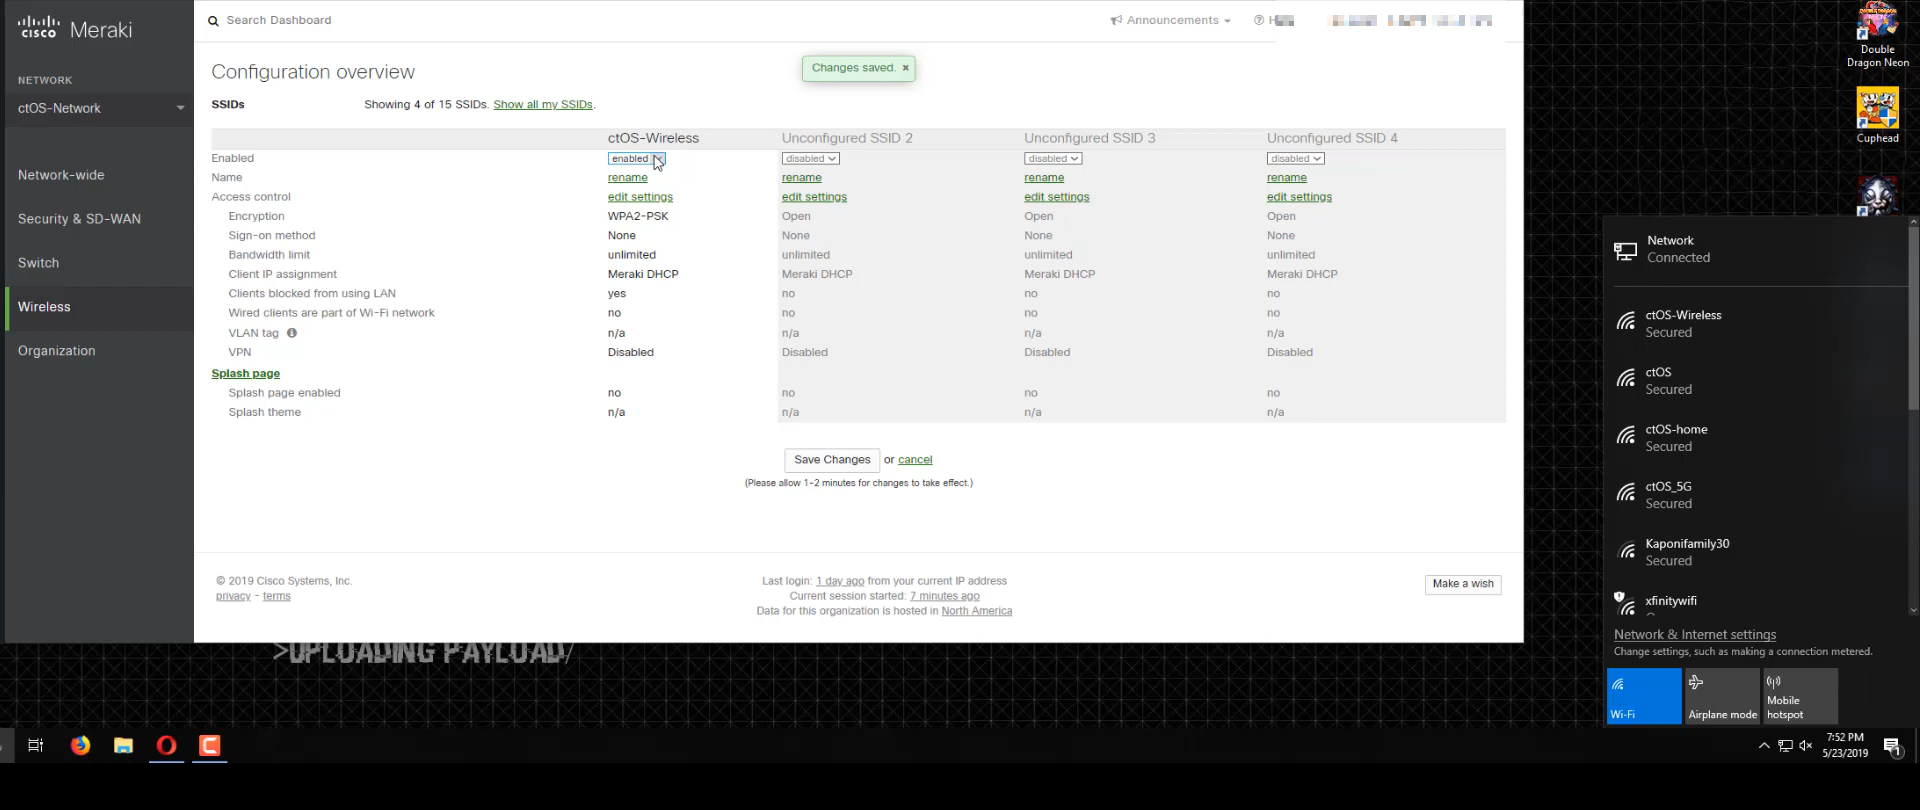 CISCO Meraki
NETWORK
ctOS-Network
Network-wide
Security & SD-WAN
Switch
Wireless
Organization
Search Dashboard
Announcements
Configuration overview
Changes saved. ×
SSIDs Showing 4 of 15 SSIDs. Show all my SSIDs.
ctOS-Wireless Unconfigured SSID 2 Unconfigured SSID 3 Unconfigured SSID 4
Enabled enabled disabled disabled disabled
Name rename rename rename rename
Access control edit settings edit settings edit settings edit settings
Encryption WPA2-PSK Open Open Open
Sign-on method None None None None
Bandwidth limit unlimited unlimited unlimited unlimited
Client IP assignment Meraki DHCP Meraki DHCP Meraki DHCP Meraki DHCP
Clients blocked from using LAN yes no no no
Wired clients are part of Wi-Fi network no no no no
VLAN tag n/a n/a n/a n/a
VPN Disabled Disabled Disabled Disabled
Splash page
Splash page enabled no no no no
Splash theme n/a n/a n/a n/a
Save Changes or cancel
(Please allow 1-2 minutes for changes to take effect.)
© 2019 Cisco Systems, Inc.
privacy - terms
Last login: 1 day ago from your current IP address
Current session started: 7 minutes ago
Data for this organization is hosted in North America
Make a wish
>UPLOADING PAYLOAD/
Double
Dragon Neon
Cuphead
Network
Connected
ctOS-Wireless
Secured
ctOS
Secured
ctOS-home
Secured
ctOS_5G
Secured
Kaponifamily30
Secured
xfinitywifi
Network & Internet settings
Change settings, such as making a connection metered.
Wi-Fi
Airplane mode
Mobile
hotspot
7:52 PM
5/23/2019
1